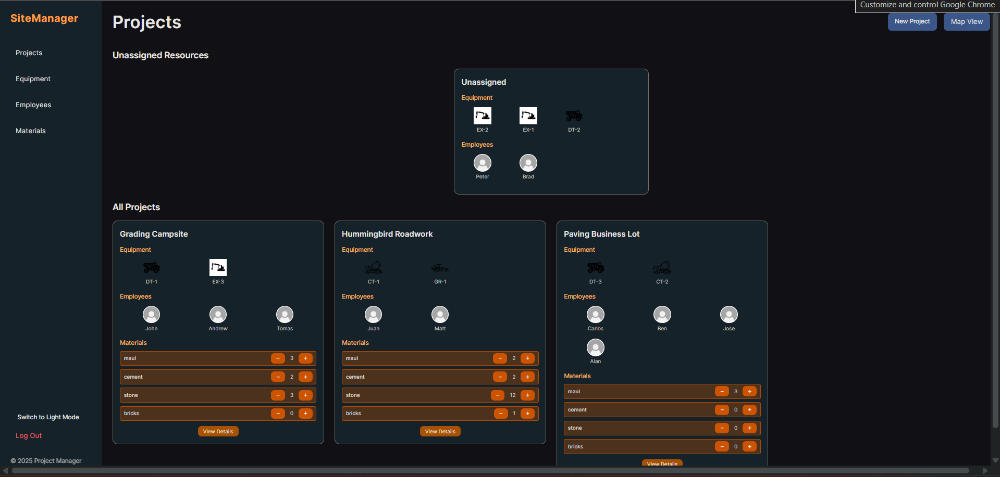 Customize and control Google Chrome
SiteManager
Projects
Equipment
Employees
Materials
Switch to Light Mode
Log Out
© 2025 Project Manager
Projects
New Project
Map View
Unassigned Resources
Unassigned
Equipment
EX-2 EX-1 DT-2
Employees
Peter Brad
All Projects
Grading Campsite
Equipment
DT-1 EX-3
Employees
John Andrew Tomas
Materials
maul − 3 +
cement − 2 +
stone − 3 +
bricks − 0 +
View Details
Hummingbird Roadwork
Equipment
CT-1 GR-1
Employees
Juan Matt
Materials
maul − 2 +
cement − 2 +
stone − 12 +
bricks − 1 +
View Details
Paving Business Lot
Equipment
DT-3 CT-2
Employees
Carlos Ben Jose
Alan
Materials
maul − 3 +
cement − 0 +
stone − 0 +
bricks − 0 +
View Details